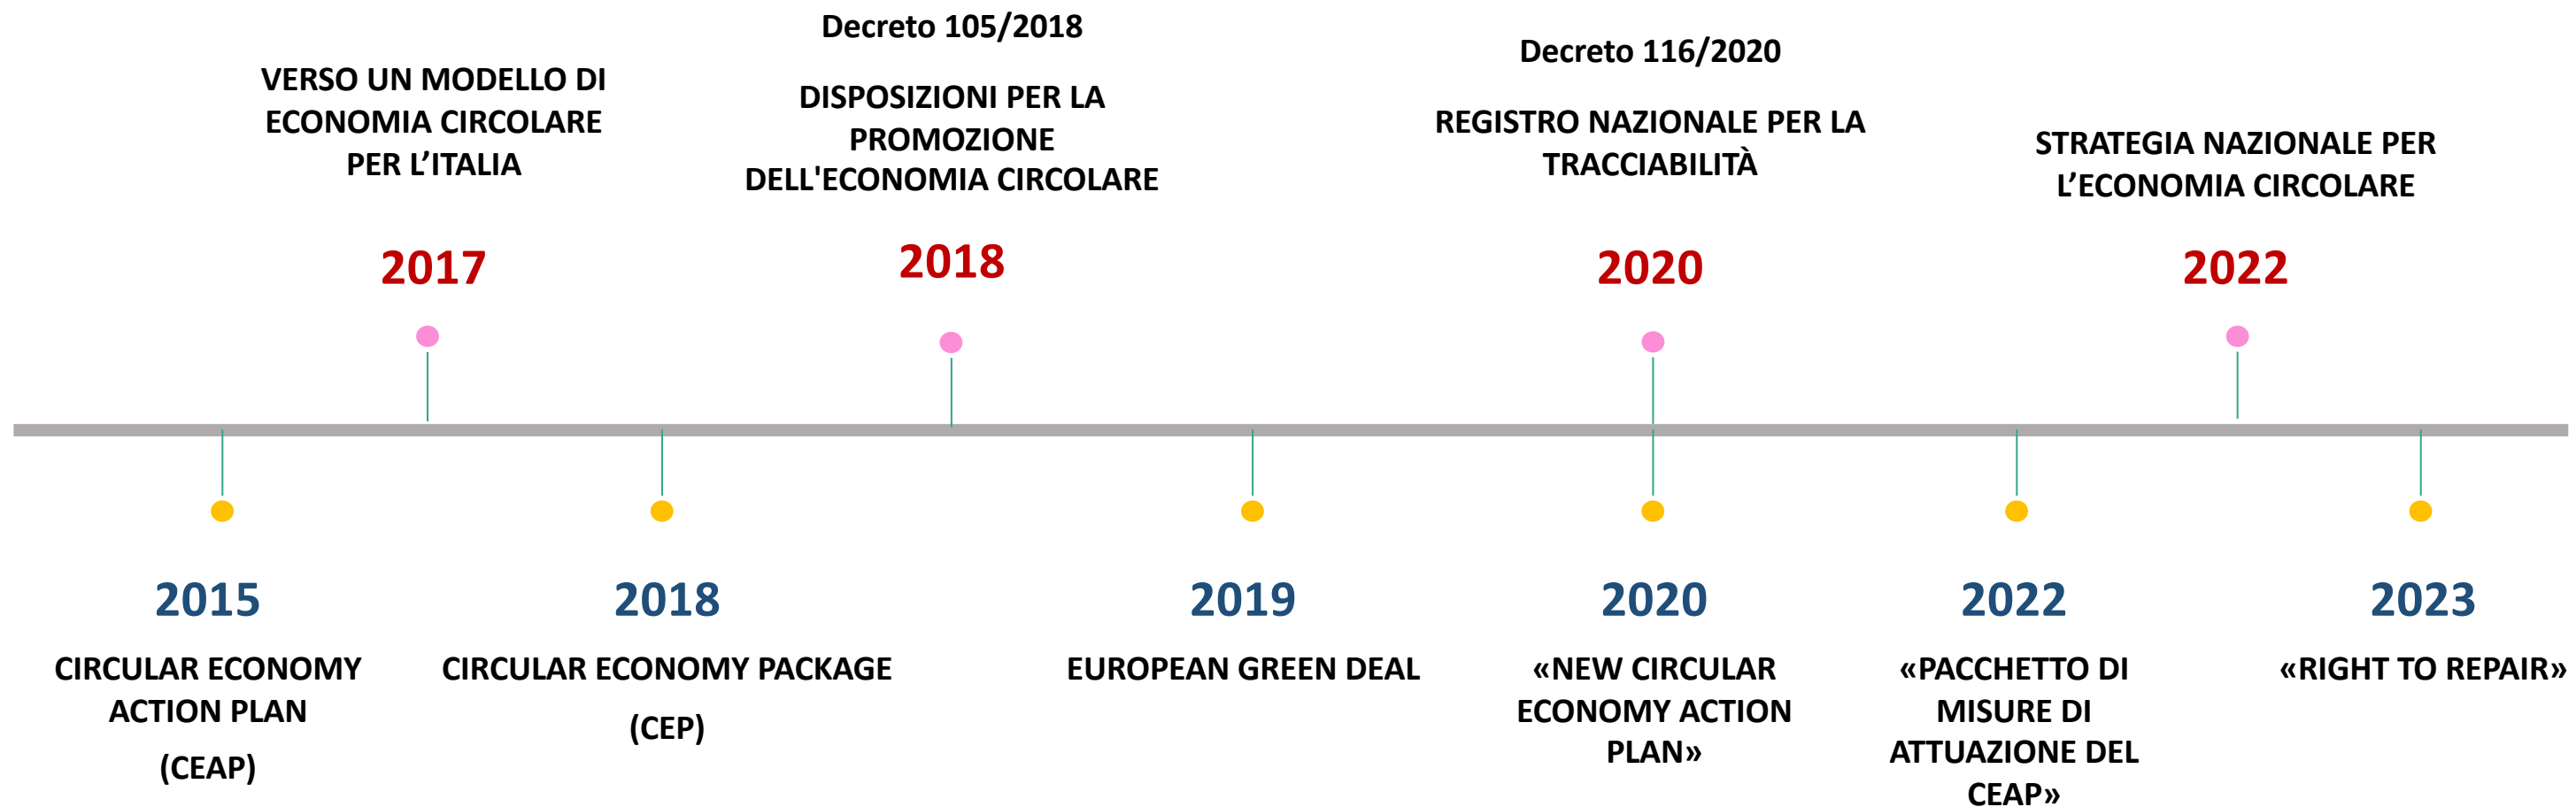 VERSO UN MODELLO DI
ECONOMIA CIRCOLARE
PER L’ITALIA
2017
Decreto 105/2018
DISPOSIZIONI PER LA
PROMOZIONE
DELL'ECONOMIA CIRCOLARE
2018
Decreto 116/2020
REGISTRO NAZIONALE PER LA
TRACCIABILITÀ
2020
STRATEGIA NAZIONALE PER
L’ECONOMIA CIRCOLARE
2022
2015
CIRCULAR ECONOMY
ACTION PLAN
(CEAP)
2018
CIRCULAR ECONOMY PACKAGE
(CEP)
2019
EUROPEAN GREEN DEAL
2020
«NEW CIRCULAR
ECONOMY ACTION
PLAN»
2022
«PACCHETTO DI
MISURE DI
ATTUAZIONE DEL
CEAP»
2023
«RIGHT TO REPAIR»